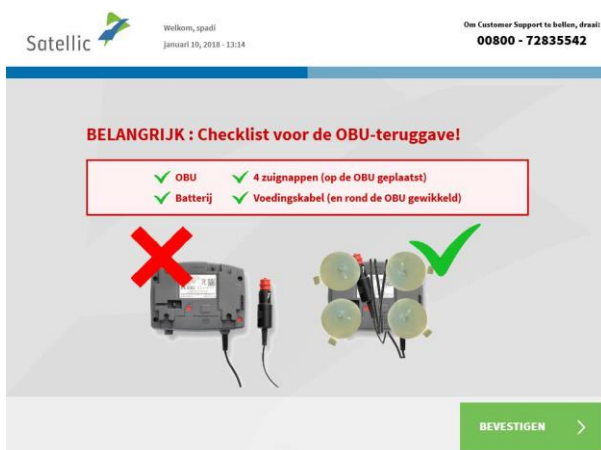 Satellic
Welkom, spadi
januari 10, 2018 - 13:14
Om Customer Support te bellen, draai:
00800 - 72835542
BELANGRIJK : Checklist voor de OBU-teruggave!
OBU
4 zuignappen (op de OBU geplaatst)
Batterij
Voedingskabel (en rond de OBU gewikkeld)
BEVESTIGEN